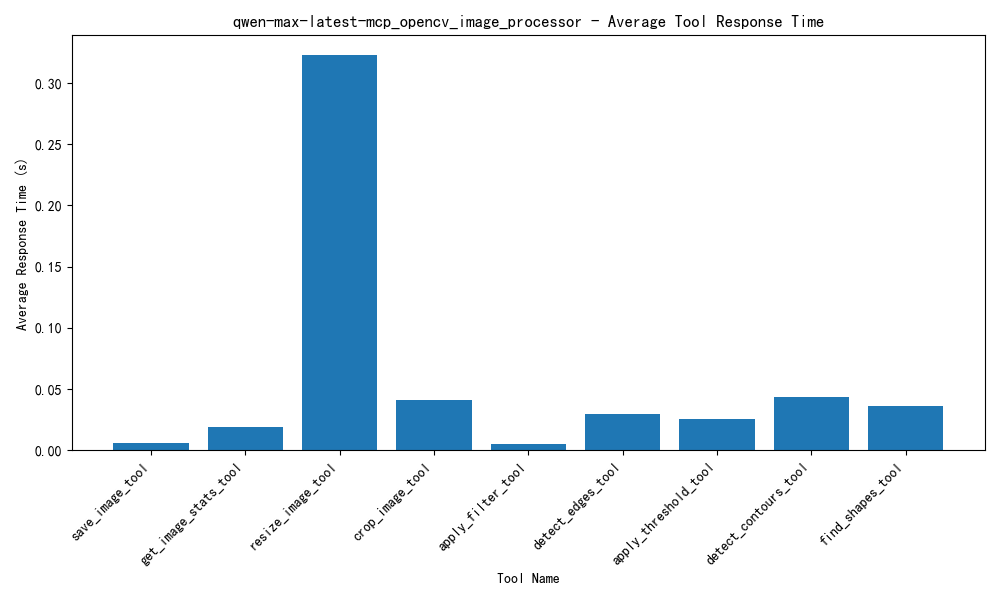 qwen-max-latest-mcp_opencv_image_processor - Average Tool Response Time
Average Response Time (s)
0.30
0.25
0.20
0.15
0.10
0.05
0.00
save_image_tool
get_image_stats_tool
resize_image_tool
crop_image_tool
apply_filter_tool
detect_edges_tool
apply_threshold_tool
detect_contours_tool
find_shapes_tool
Tool Name